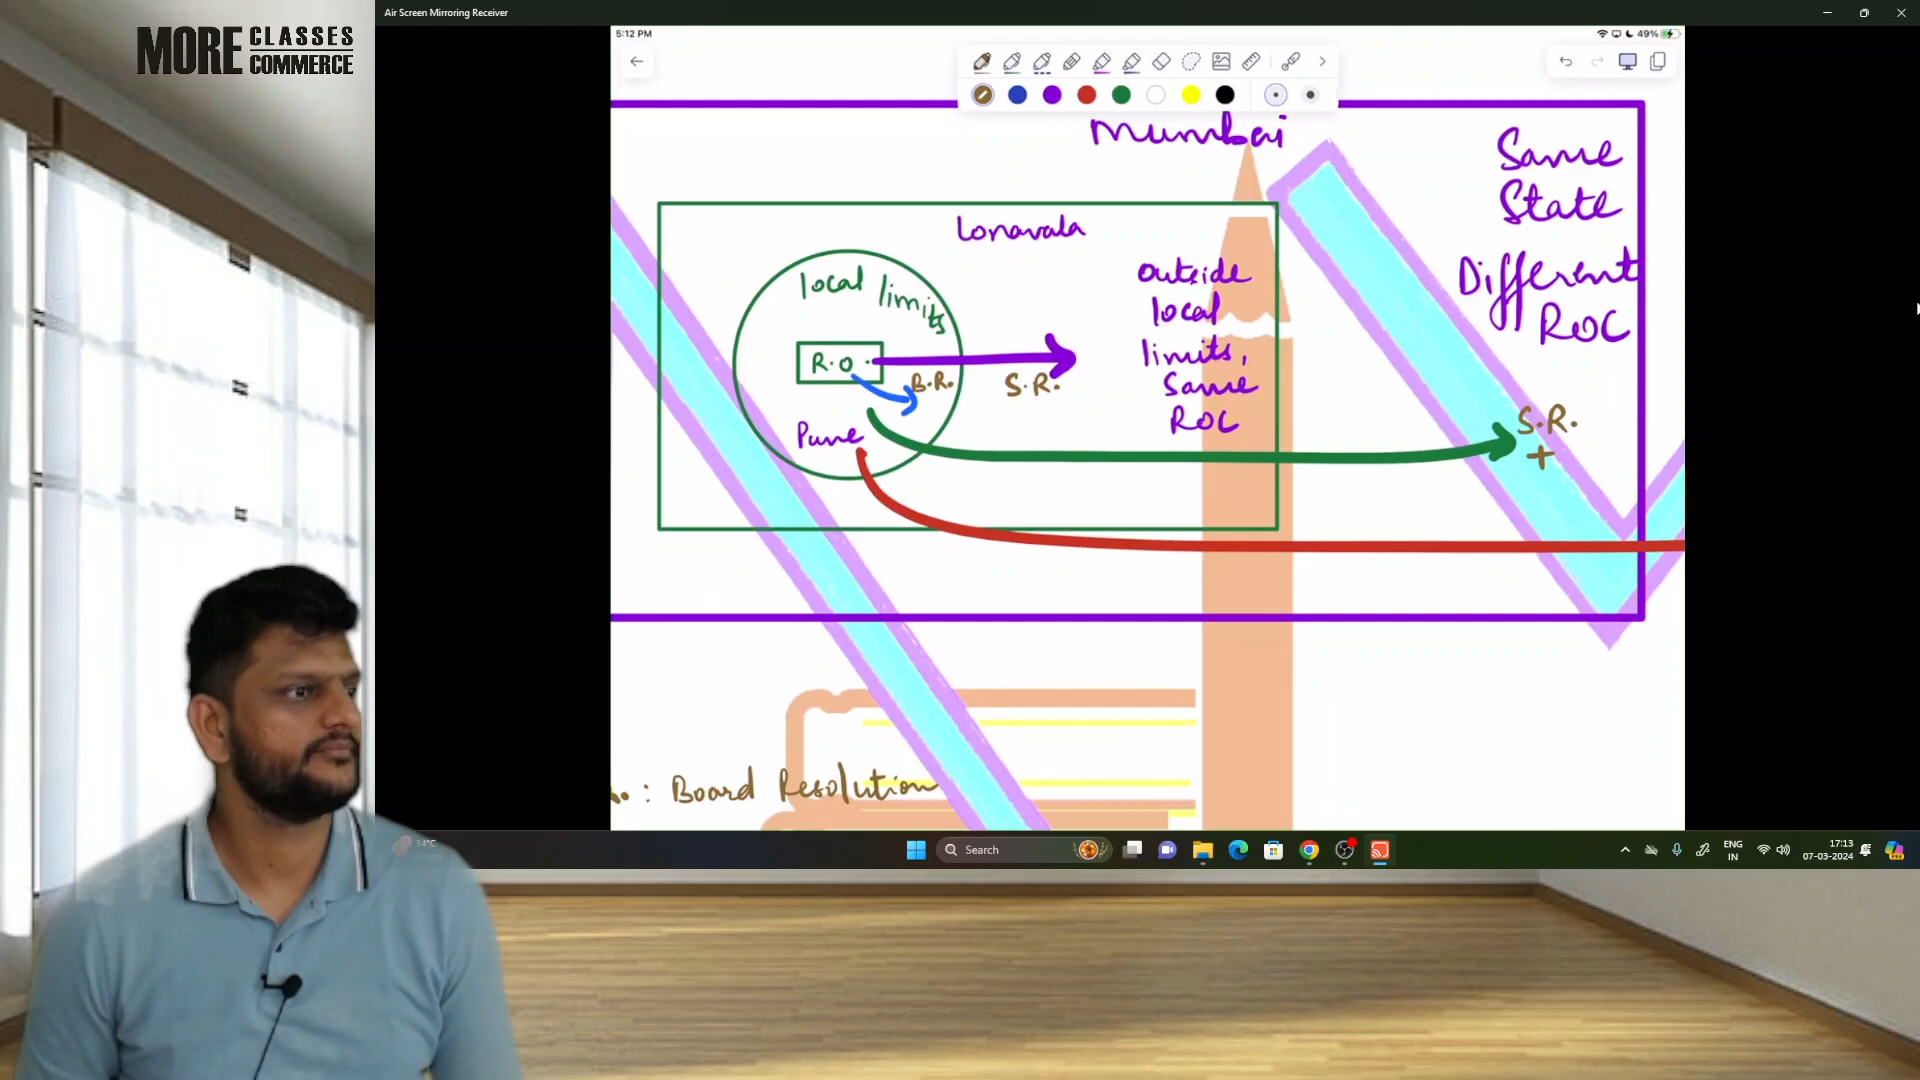 Air Screen Mirroring Receiver
MORE CLASSES
COMMERCE
5:12 PM
49%
Mumbai
Same
State
Different
ROC
Lonavala
local limits
outside
local
limits,
Same
ROC
R.O.
B.R.
S.R.
Pune
S.R.
+
: Board Resolution
34°C
Search
ENG
IN
17:13
07-03-2024